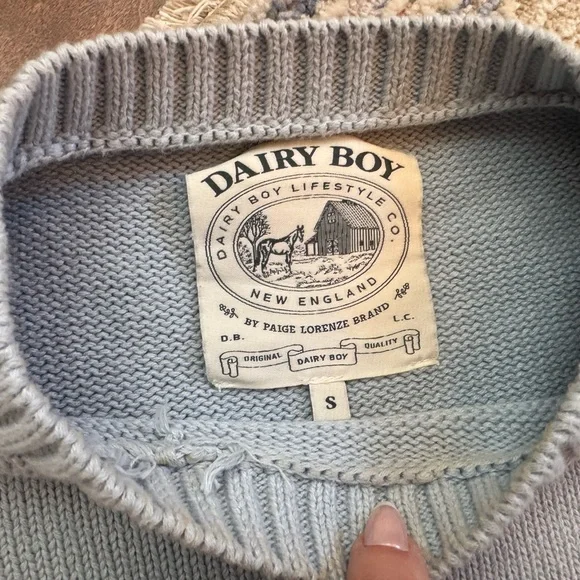 DAIRY BOY
DAIRY BOY LIFESTYLE CO.
NEW ENGLAND
BY PAIGE LORENZE BRAND
D.B. L.C.
ORIGINAL DAIRY BOY QUALITY
S